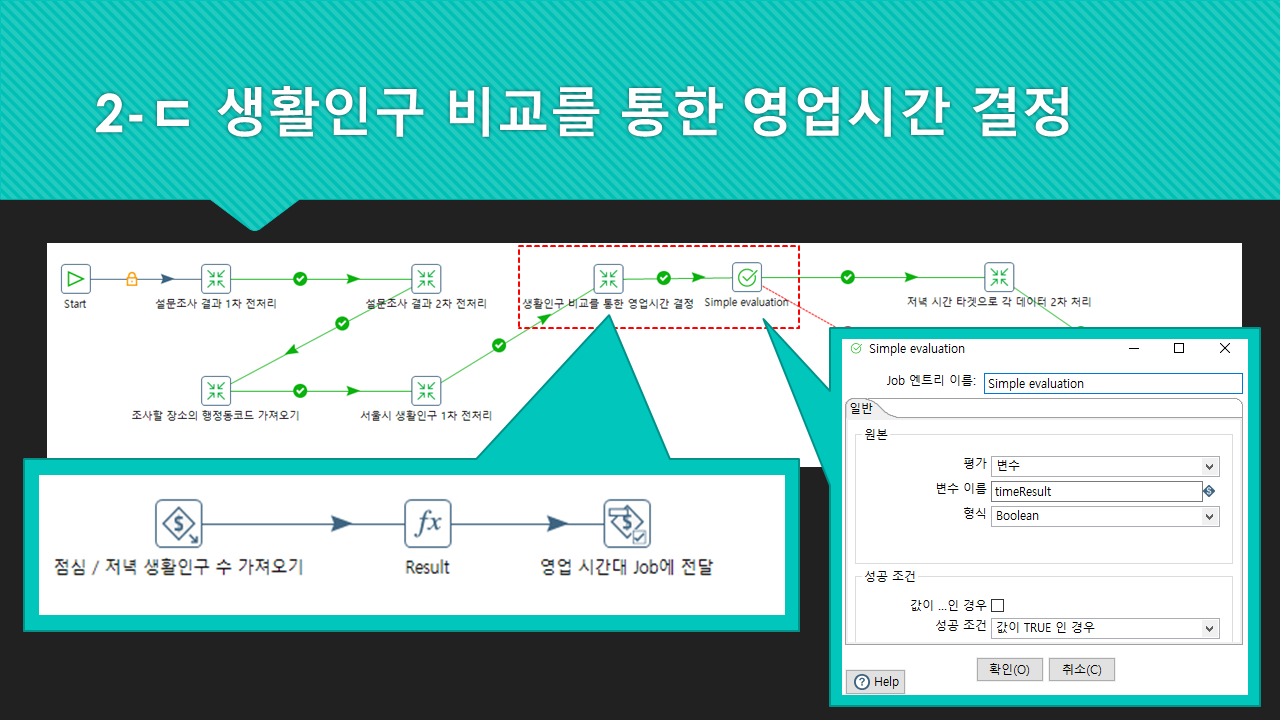 2-ㄷ 생활인구 비교를 통한 영업시간 결정
Start
설문조사 결과 1차 전처리
설문조사 결과 2차 전처리
생활인구 비교를 통한 영업시간 결정
Simple evaluation
저녁 시간 타겟으로 각 데이터 2차 처리
조사할 장소의 행정동코드 가져오기
서울시 생활인구 1차 전처리
점심 / 저녁 생활인구 수 가져오기
Result
영업 시간대 Job에 전달
Simple evaluation
Job 엔트리 이름: Simple evaluation
일반
원본
평가 변수
변수 이름 timeResult
형식 Boolean
성공 조건
값이 ...인 경우
성공 조건 값이 TRUE 인 경우
확인(O) 취소(C)
Help